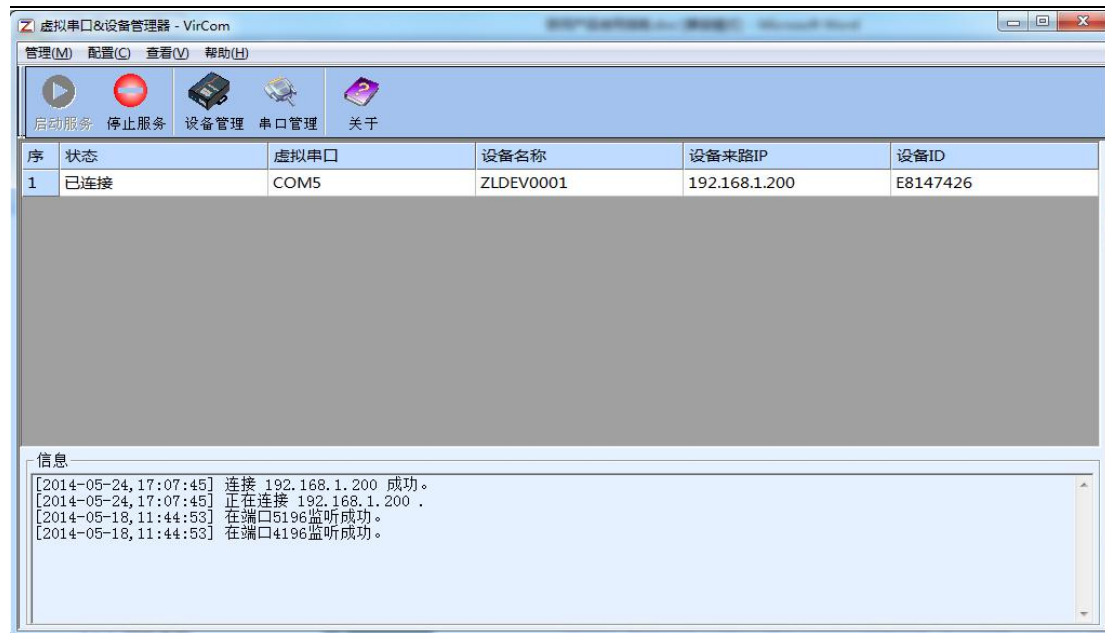 虚拟串口&设备管理器 - VirCom
管理(M) 配置(C) 查看(V) 帮助(H)
启动服务 停止服务 设备管理 串口管理 关于
序 状态 虚拟串口 设备名称 设备来路IP 设备ID
1 已连接 COM5 ZLDEV0001 192.168.1.200 E8147426
信息
[2014-05-24,17:07:45] 连接 192.168.1.200 成功。
[2014-05-24,17:07:45] 正在连接 192.168.1.200 .
[2014-05-18,11:44:53] 在端口5196监听成功。
[2014-05-18,11:44:53] 在端口4196监听成功。